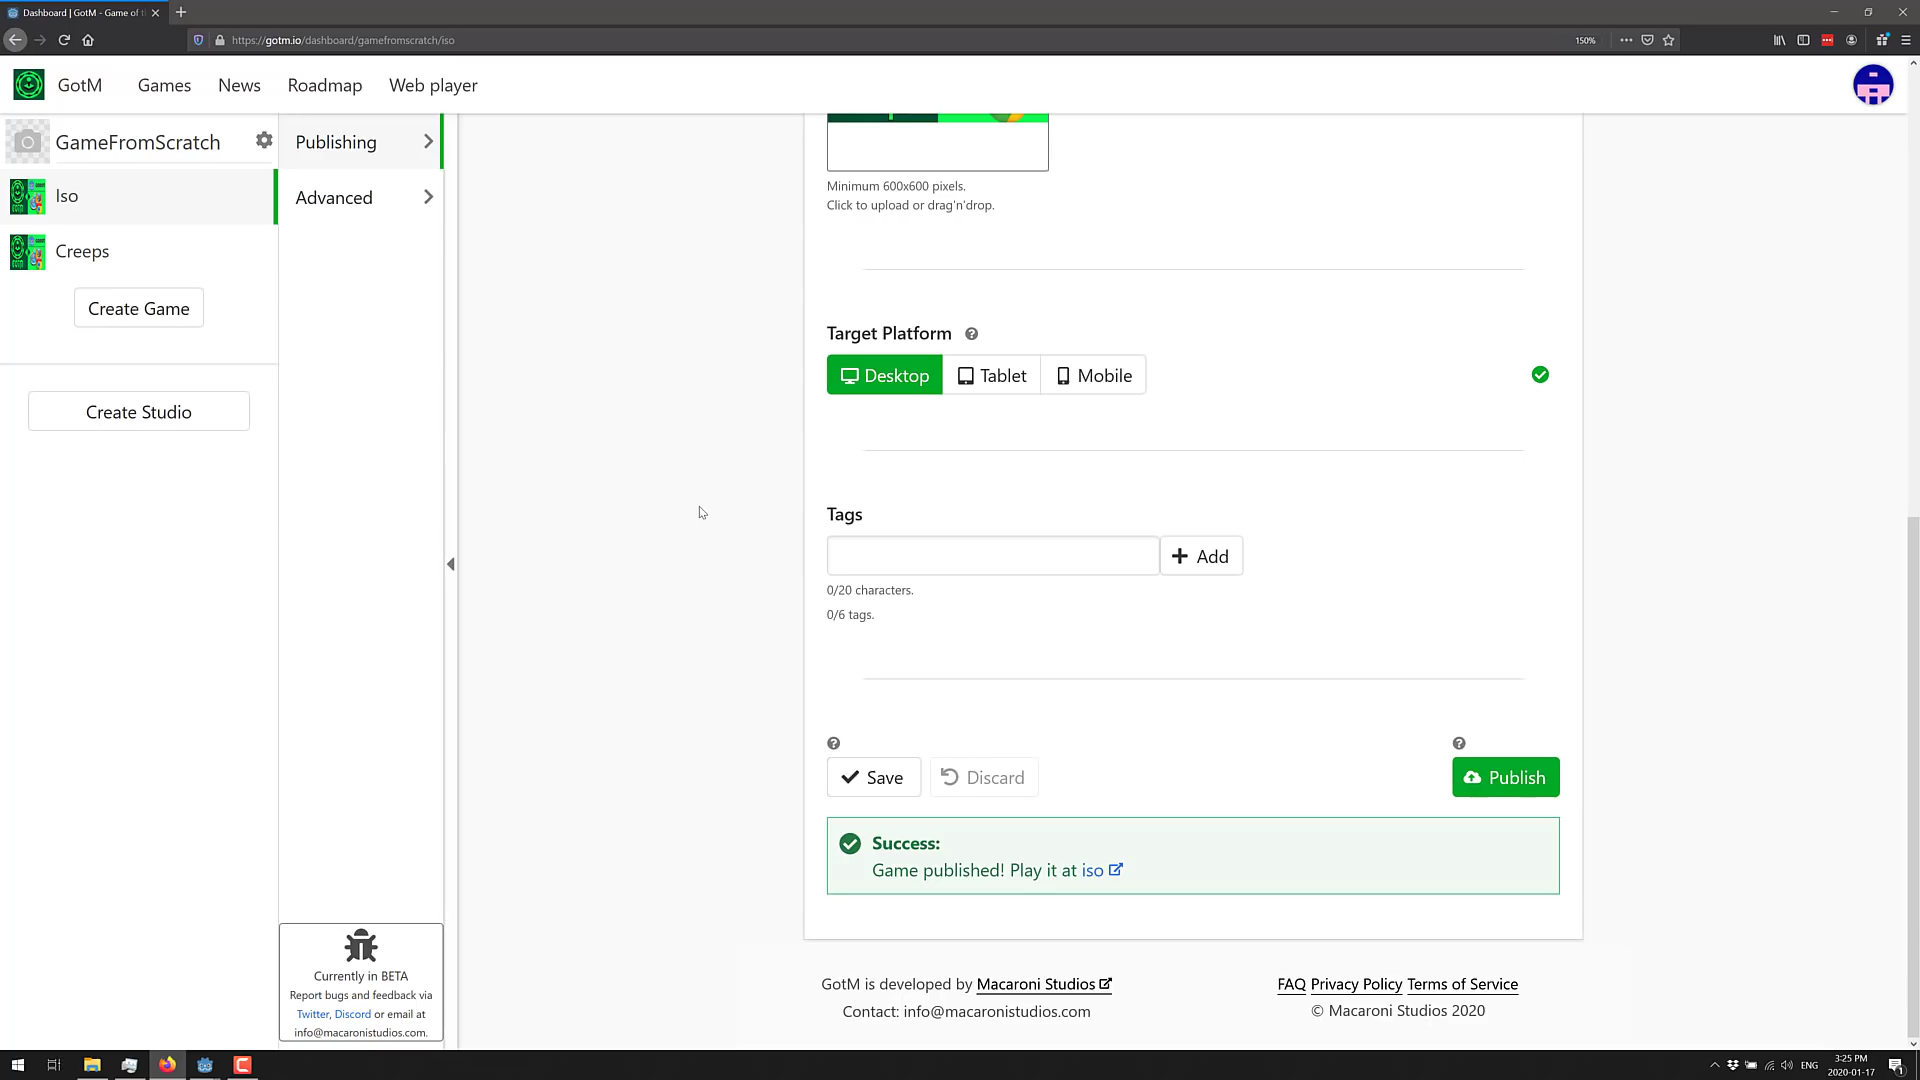 Dashboard | GotM - Game of t
https://gotm.io/dashboard/gamefromscratch/iso
150%
GotM
Games
News
Roadmap
Web player
GameFromScratch
Publishing
Iso
Advanced
Creeps
Create Game
Create Studio
Minimum 600x600 pixels.
Click to upload or drag'n'drop.
Target Platform
Desktop
Tablet
Mobile
Tags
Add
0/20 characters.
0/6 tags.
Save
Discard
Publish
Success:
Game published! Play it at iso
Currently in BETA
Report bugs and feedback via
Twitter, Discord or email at
info@macaronistudios.com.
GotM is developed by Macaroni Studios
Contact: info@macaronistudios.com
FAQ Privacy Policy Terms of Service
© Macaroni Studios 2020
ENG
3:25 PM
2020-01-17